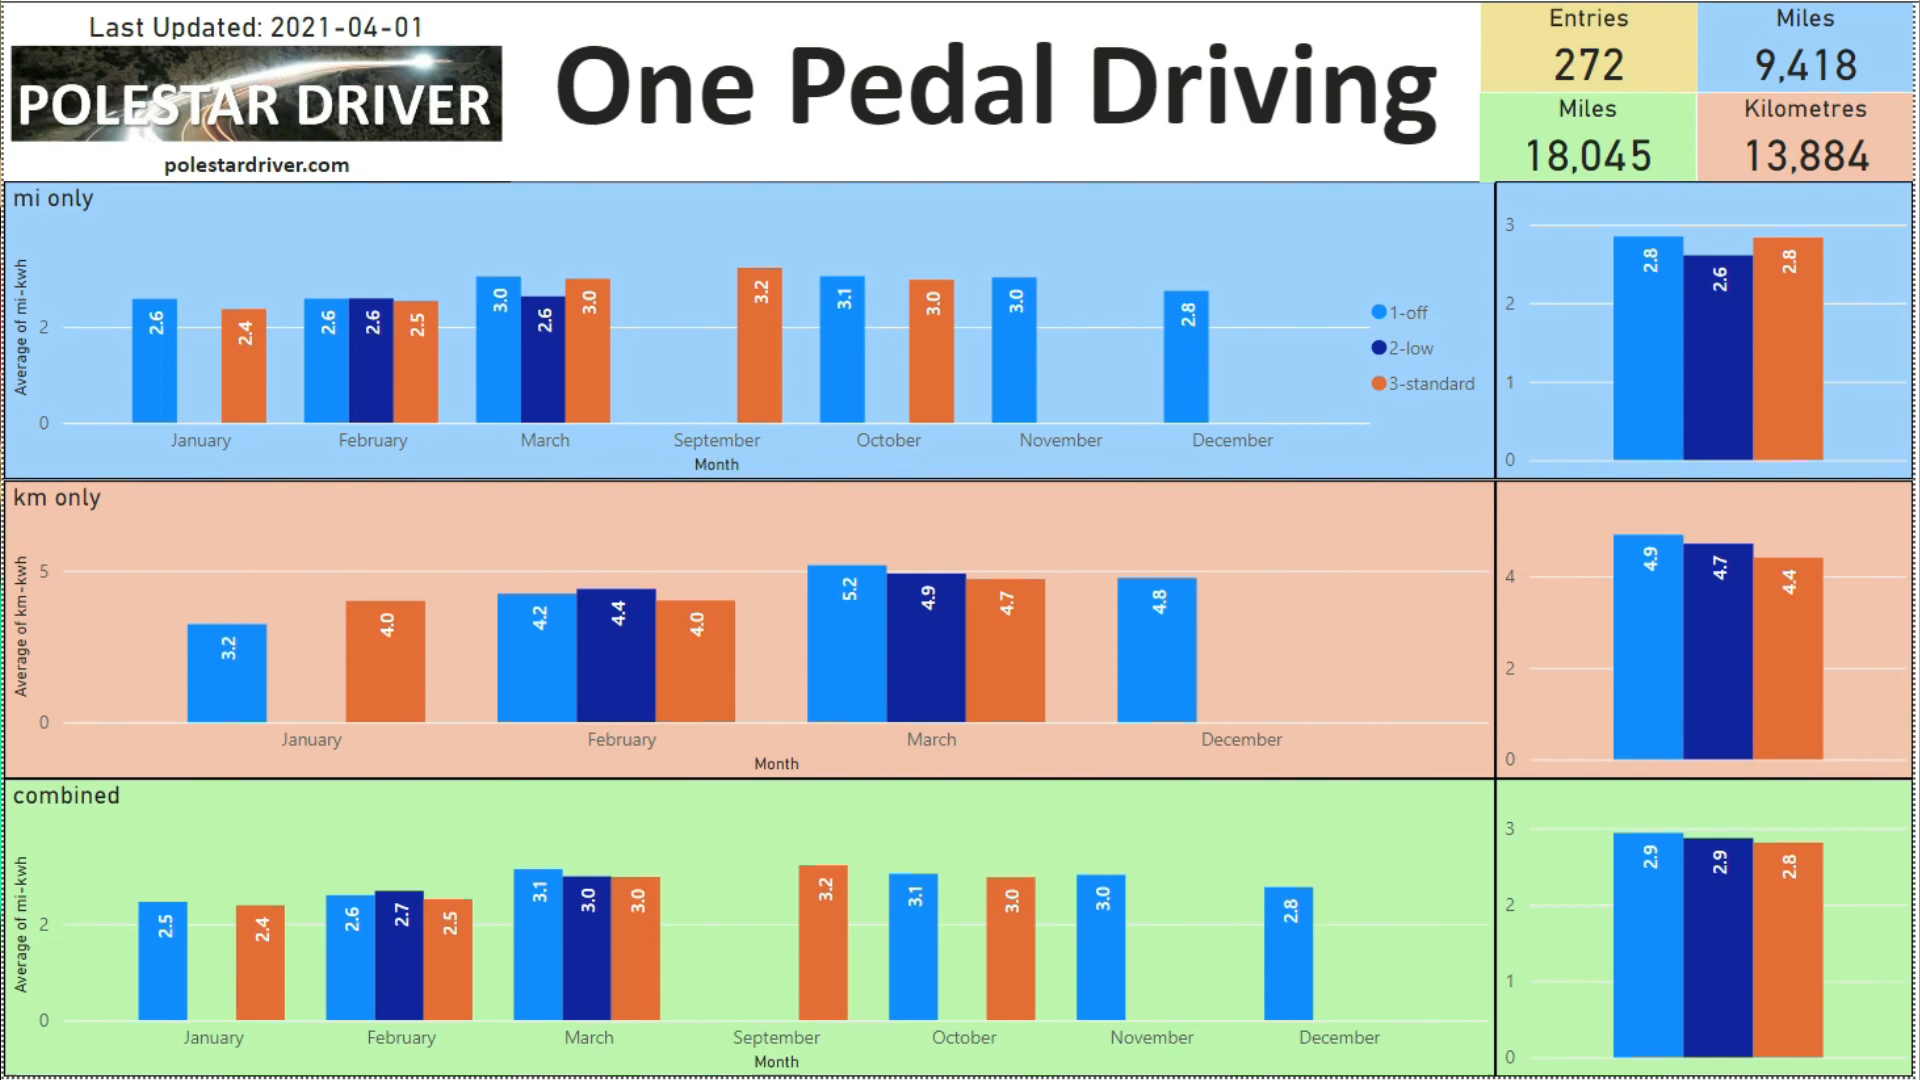 Last Updated: 2021-04-01
POLESTAR DRIVER
polestardriver.com
One Pedal Driving
Entries
272
Miles
9,418
Miles
18,045
Kilometres
13,884
mi only
Average of mi-kwh
2
0
2.6
2.4
2.6
2.6
2.5
3.0
2.6
3.0
3.2
3.1
3.0
3.0
2.8
January February March September October November December
Month
1-off
2-low
3-standard
3
2
1
0
2.8
2.6
2.8
km only
Average of km-kwh
5
0
3.2
4.0
4.2
4.4
4.0
5.2
4.9
4.7
4.8
January February March December
Month
4
2
0
4.9
4.7
4.4
combined
Average of mi-kwh
2
0
2.5
2.4
2.6
2.7
2.5
3.1
3.0
3.0
3.2
3.1
3.0
3.0
2.8
January February March September October November December
Month
3
2
1
0
2.9
2.9
2.8